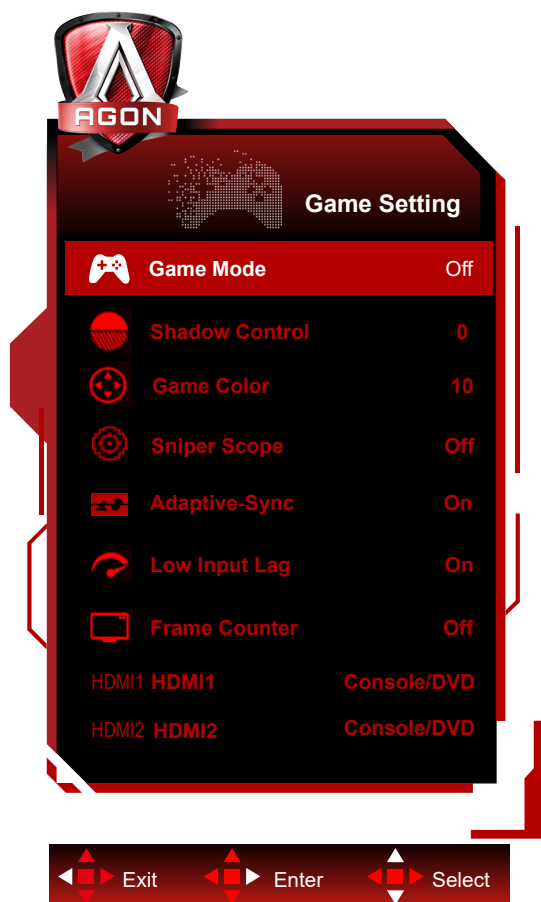 AGON
Game Setting
Game Mode Off
Shadow Control 0
Game Color 10
Sniper Scope Off
Adaptive-Sync On
Low Input Lag On
Frame Counter Off
HDMI1 HDMI1 Console/DVD
HDMI2 HDMI2 Console/DVD
Exit Enter Select